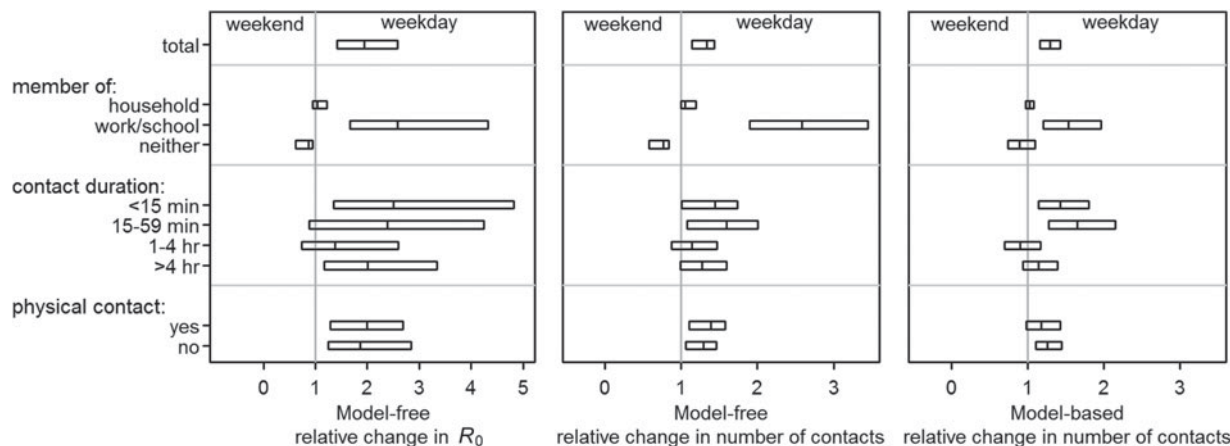 weekend weekday weekend weekday weekend weekday
total
member of:
household
work/school
neither
contact duration:
<15 min
15-59 min
1-4 hr
>4 hr
physical contact:
yes
no
0 1 2 3 4 5 0 1 2 3 0 1 2 3
Model-free Model-free Model-based
relative change in R0 relative change in number of contacts relative change in number of contacts